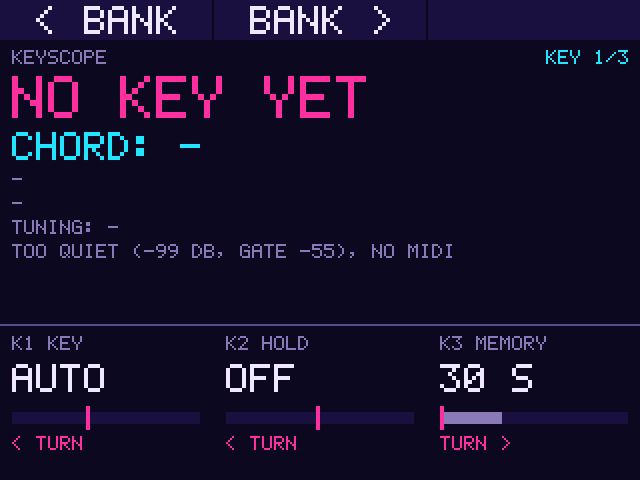 < BANK BANK >
KEYSCOPE KEY 1/3
NO KEY YET
CHORD: -
-
-
TUNING: -
TOO QUIET (-99 DB, GATE -55), NO MIDI
K1 KEY K2 HOLD K3 MEMORY
AUTO OFF 30 S
< TURN < TURN TURN >